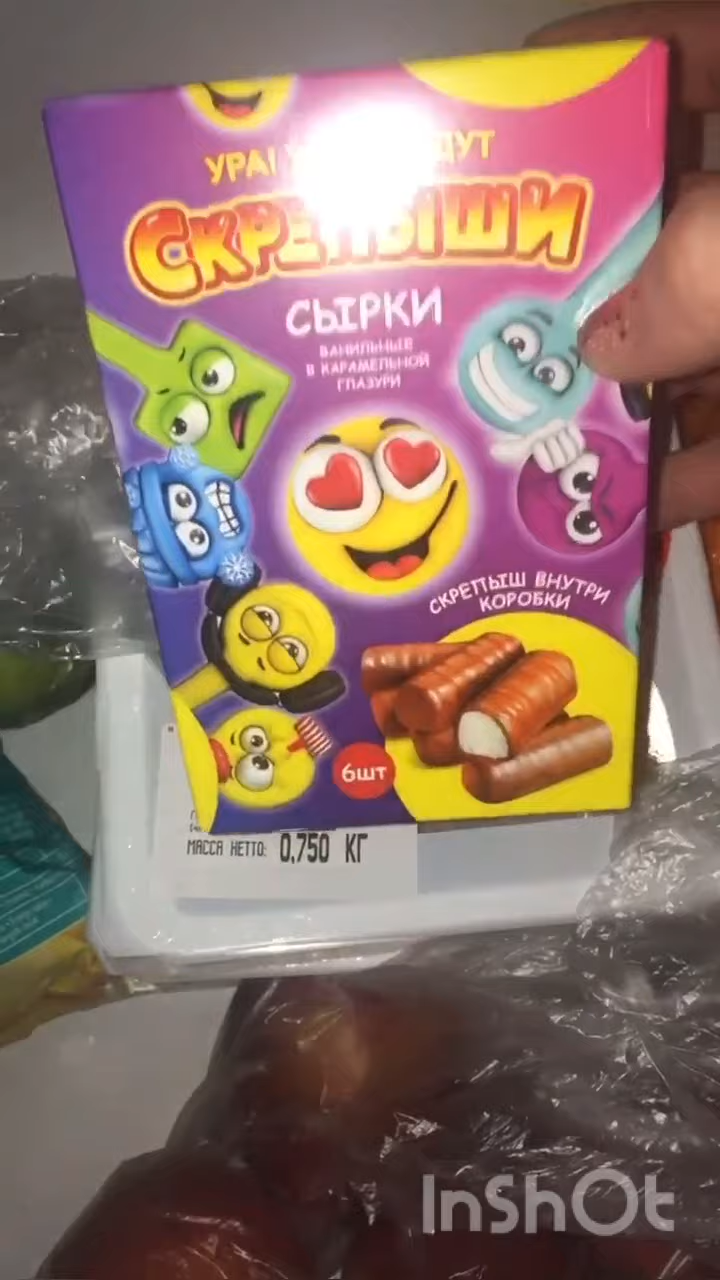 УРА!
СКРЕПЫШИ
СЫРКИ
ВАНИЛЬНЫЕ
В КАРАМЕЛЬНОЙ
ГЛАЗУРИ
СКРЕПЫШ ВНУТРИ
КОРОБКИ
6ШТ
МАССА НЕТТО: 0,750 КГ
InShOt